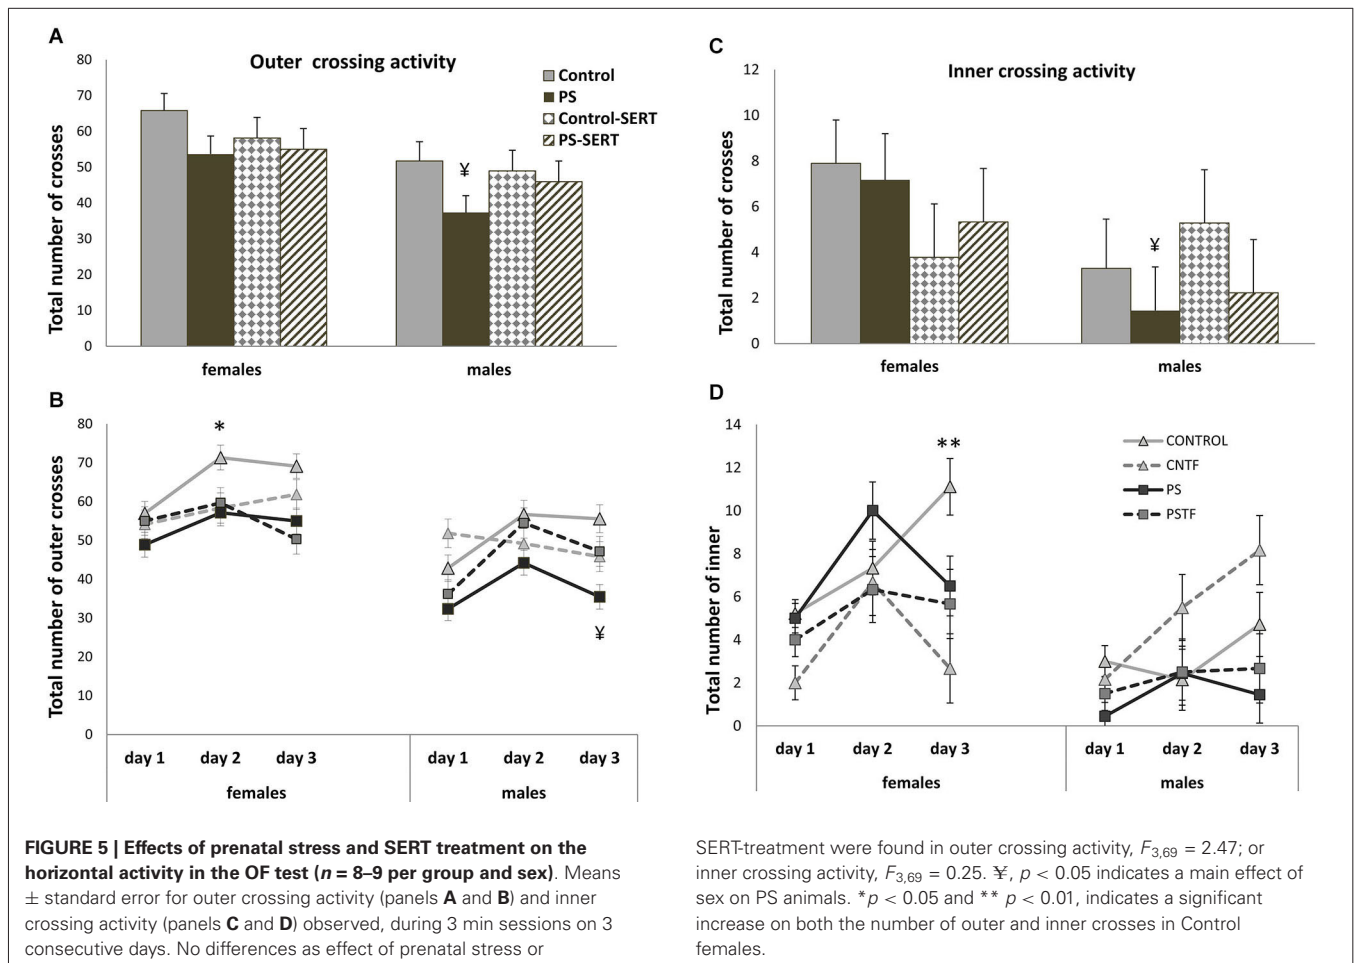 A
Outer crossing activity
Total number of crosses
80
70
60
50
40
30
20
10
0
Control
PS
Control-SERT
PS-SERT
¥
females
males
C
Inner crossing activity
Total number of crosses
12
10
8
6
4
2
0
¥
females
males
B
Total number of outer crosses
80
70
60
50
40
30
20
10
0
*
¥
day 1 day 2 day 3 day 1 day 2 day 3
females males
D
Total number of inner
14
12
10
8
6
4
2
0
**
CONTROL
CNTF
PS
PSTF
day 1 day 2 day 3 day 1 day 2 day 3
females males
FIGURE 5 | Effects of prenatal stress and SERT treatment on the
horizontal activity in the OF test (n = 8–9 per group and sex). Means
± standard error for outer crossing activity (panels A and B) and inner
crossing activity (panels C and D) observed, during 3 min sessions on 3
consecutive days. No differences as effect of prenatal stress or
SERT-treatment were found in outer crossing activity, F3,69 = 2.47; or
inner crossing activity, F3,69 = 0.25. ¥, p < 0.05 indicates a main effect of
sex on PS animals. *p < 0.05 and ** p < 0.01, indicates a significant
increase on both the number of outer and inner crosses in Control
females.